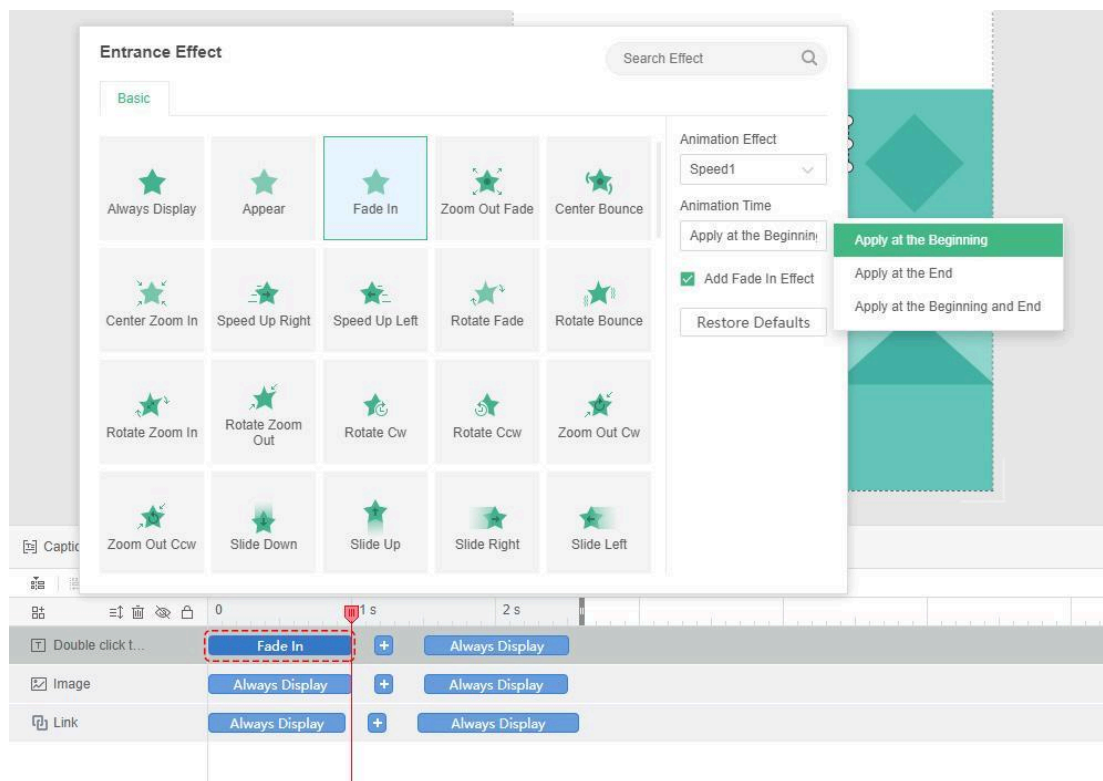 Entrance Effect
Search Effect
Basic
Animation Effect
Speed1
Always Display
Appear
Fade In
Zoom Out Fade
Center Bounce
Animation Time
Apply at the Beginning
Apply at the Beginning
Add Fade In Effect
Apply at the End
Center Zoom In
Speed Up Right
Speed Up Left
Rotate Fade
Rotate Bounce
Restore Defaults
Apply at the Beginning and End
Rotate Zoom In
Rotate Zoom
Out
Rotate Cw
Rotate Ccw
Zoom Out Cw
Zoom Out Ccw
Slide Down
Slide Up
Slide Right
Slide Left
Captio
0
1 s
2 s
Double click t...
Fade In
Always Display
Image
Always Display
Always Display
Link
Always Display
Always Display